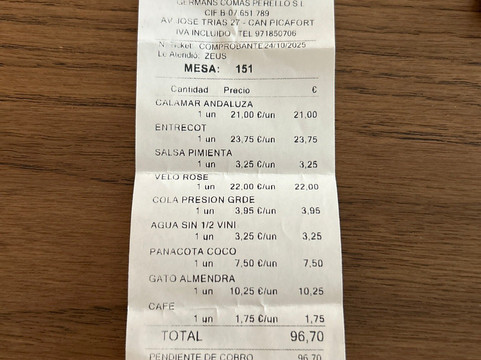 GERMANS COMAS PERELLO S.L
CIF B 07 651 789
AV JOSE TRIAS 27 - CAN PICAFORT
IVA INCLUIDO TEL 971850706
N. Ticket: COMPROBANTE 24/10/2025
Le Atendió: ZEUS
MESA: 151
Cantidad Precio €
CALAMAR ANDALUZA
1 un 21,00 €/un 21,00
ENTRECOT
1 un 23,75 €/un 23,75
SALSA PIMIENTA
1 un 3,25 €/un 3,25
VELO ROSE
1 un 22,00 €/un 22,00
COLA PRESION GRDE
1 un 3,95 €/un 3,95
AGUA SIN 1/2 VINI
1 un 3,25 €/un 3,25
PANACOTA COCO
1 un 7,50 €/un 7,50
GATO ALMENDRA
1 un 10,25 €/un 10,25
CAFE
1 un 1,75 €/un 1,75
TOTAL 96,70
PENDIENTE DE COBRO 96,70